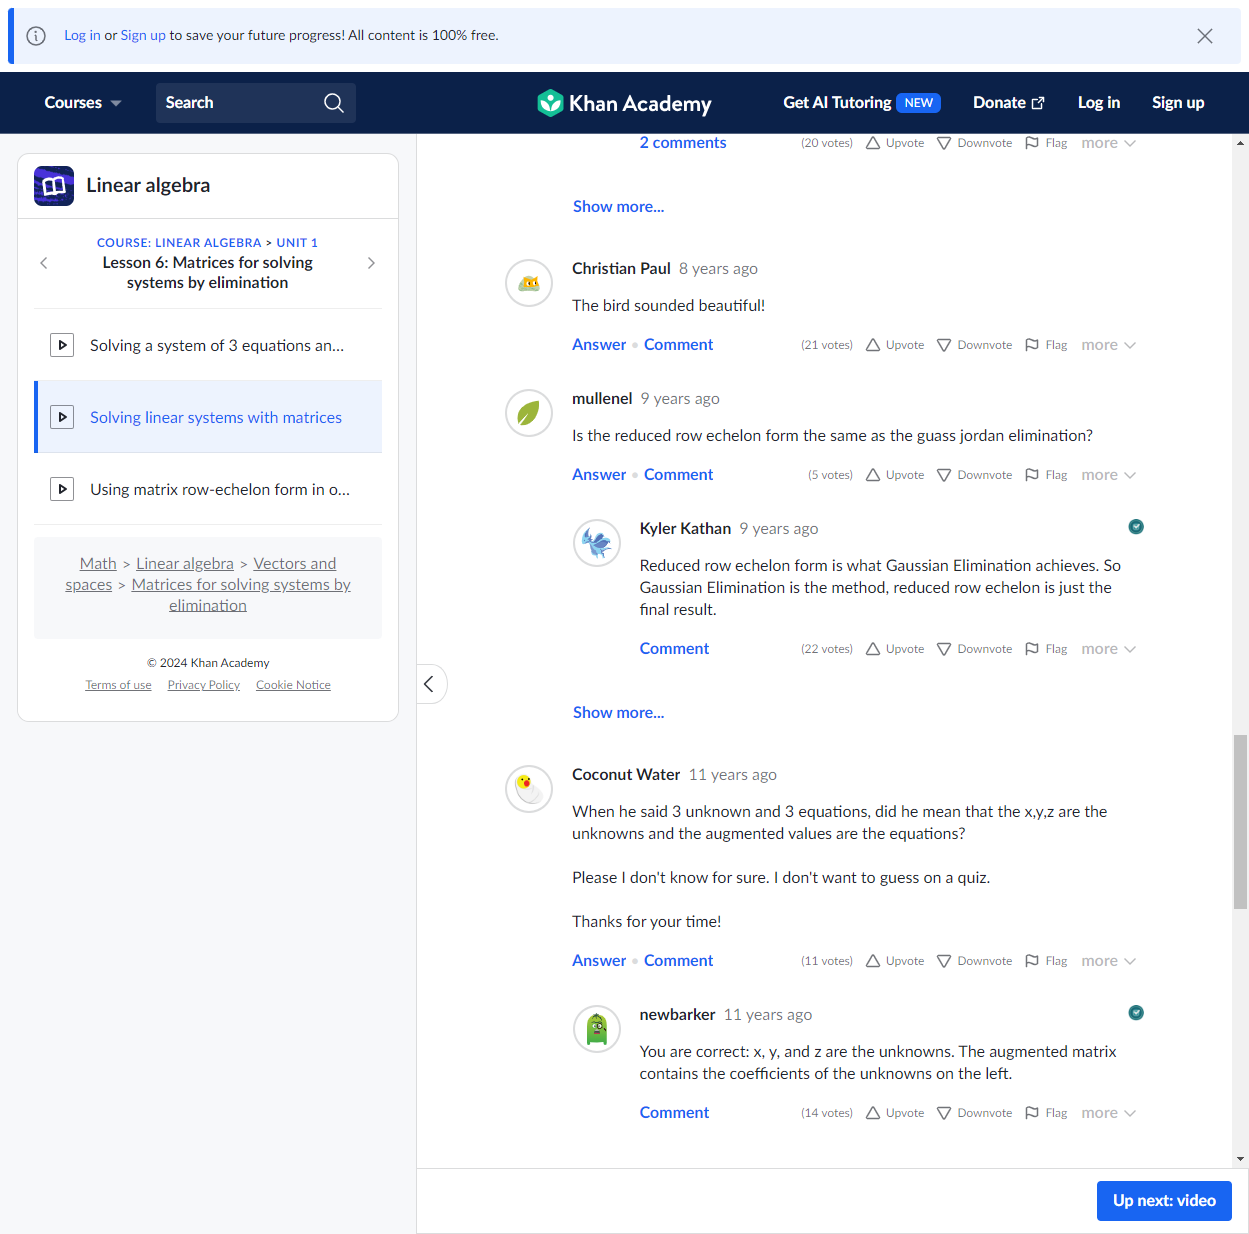 Log in or Sign up to save your future progress! All content is 100% free.
Courses
Search
Khan Academy
Get AI Tutoring NEW
Donate
Log in
Sign up
Linear algebra
COURSE: LINEAR ALGEBRA > UNIT 1
Lesson 6: Matrices for solving
systems by elimination
Solving a system of 3 equations an...
Solving linear systems with matrices
Using matrix row-echelon form in o...
Math > Linear algebra > Vectors and
spaces > Matrices for solving systems by
elimination
© 2024 Khan Academy
Terms of use Privacy Policy Cookie Notice
2 comments (20 votes) Upvote Downvote Flag more
Show more...
Christian Paul 8 years ago
The bird sounded beautiful!
Answer • Comment (21 votes) Upvote Downvote Flag more
mullenel 9 years ago
Is the reduced row echelon form the same as the guass jordan elimination?
Answer • Comment (5 votes) Upvote Downvote Flag more
Kyler Kathan 9 years ago
Reduced row echelon form is what Gaussian Elimination achieves. So
Gaussian Elimination is the method, reduced row echelon is just the
final result.
Comment (22 votes) Upvote Downvote Flag more
Show more...
Coconut Water 11 years ago
When he said 3 unknown and 3 equations, did he mean that the x,y,z are the
unknowns and the augmented values are the equations?
Please I don't know for sure. I don't want to guess on a quiz.
Thanks for your time!
Answer • Comment (11 votes) Upvote Downvote Flag more
newbarker 11 years ago
You are correct: x, y, and z are the unknowns. The augmented matrix
contains the coefficients of the unknowns on the left.
Comment (14 votes) Upvote Downvote Flag more
Up next: video